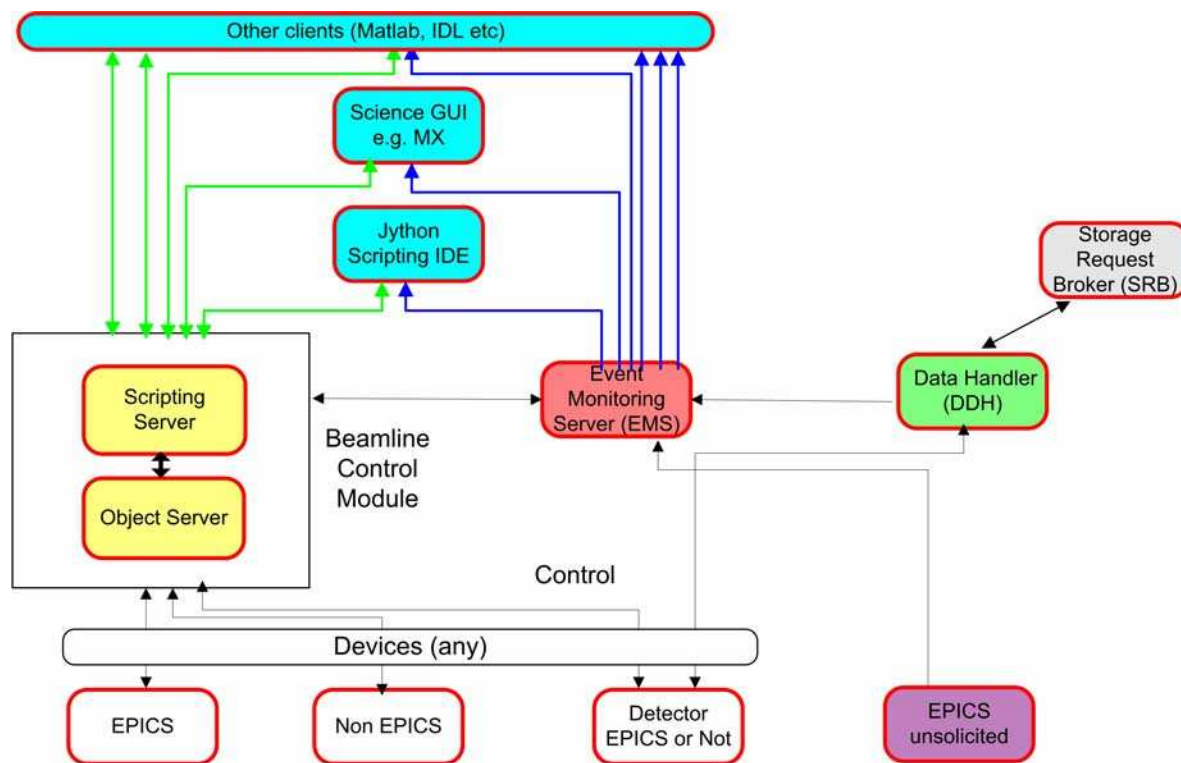 Other clients (Matlab, IDL etc)
Science GUI
e.g. MX
Jython
Scripting IDE
Storage
Request
Broker (SRB)
Scripting
Server
Object Server
Beamline
Control
Module
Event
Monitoring
Server (EMS)
Data Handler
(DDH)
Control
Devices (any)
EPICS
Non EPICS
Detector
EPICS or Not
EPICS
unsolicited